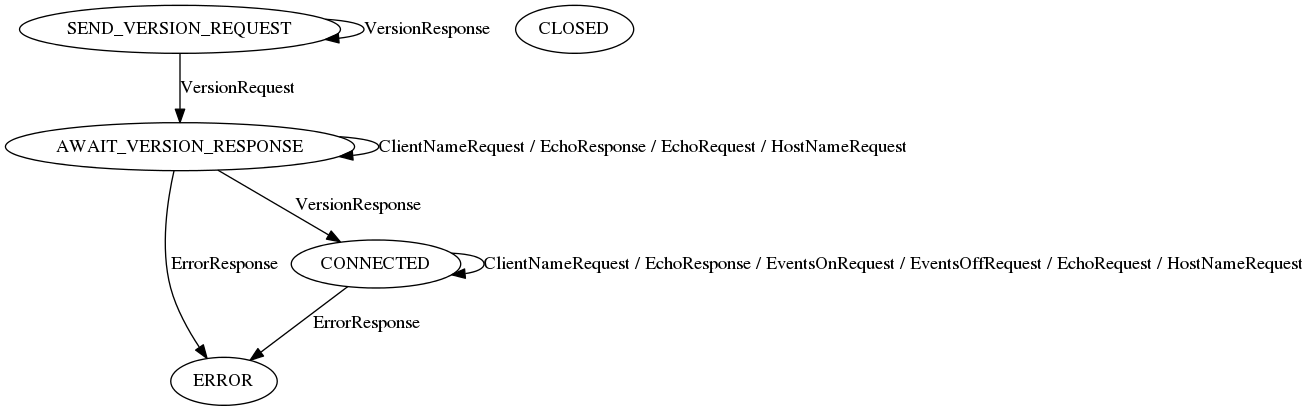 SEND_VERSION_REQUEST
VersionResponse
CLOSED
VersionRequest
AWAIT_VERSION_RESPONSE
ClientNameRequest / EchoResponse / EchoRequest / HostNameRequest
VersionResponse
ErrorResponse
CONNECTED
ClientNameRequest / EchoResponse / EventsOnRequest / EventsOffRequest / EchoRequest / HostNameRequest
ErrorResponse
ERROR